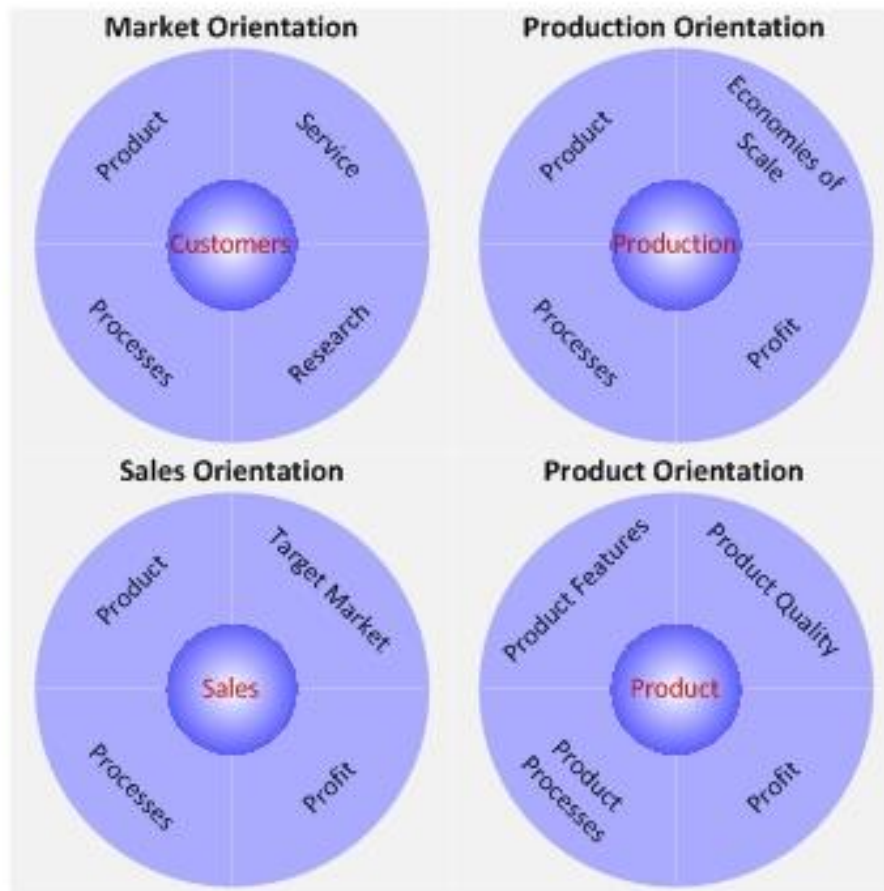 Market Orientation
Product
Service
Customers
Processes
Research
Production Orientation
Product
Economies of
Scale
Production
Processes
Profit
Sales Orientation
Product
Target Market
Sales
Processes
Profit
Product Orientation
Product Features
Product Quality
Product
Product
Processes
Profit